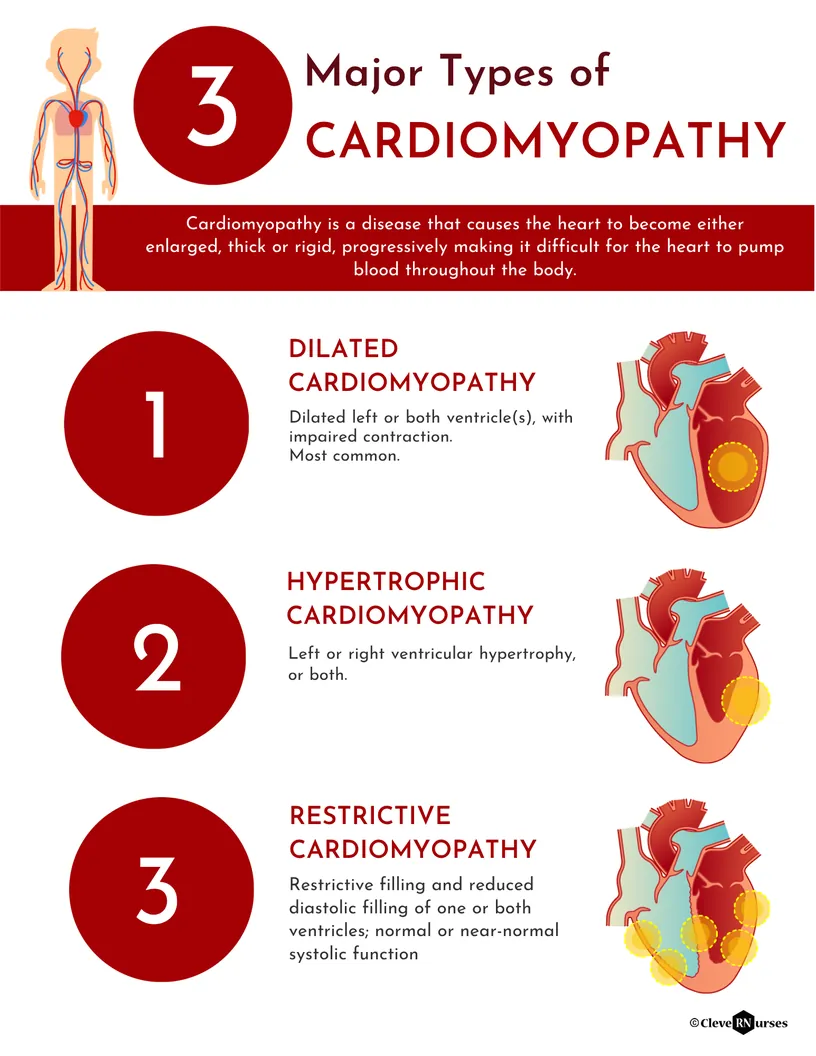 3
Major Types of
CARDIOMYOPATHY
Cardiomyopathy is a disease that causes the heart to become either
enlarged, thick or rigid, progressively making it difficult for the heart to pump
blood throughout the body.
1
DILATED
CARDIOMYOPATHY
Dilated left or both ventricle(s), with
impaired contraction.
Most common.
2
HYPERTROPHIC
CARDIOMYOPATHY
Left or right ventricular hypertrophy,
or both.
3
RESTRICTIVE
CARDIOMYOPATHY
Restrictive filling and reduced
diastolic filling of one or both
ventricles; normal or near-normal
systolic function
©CleveRNurses